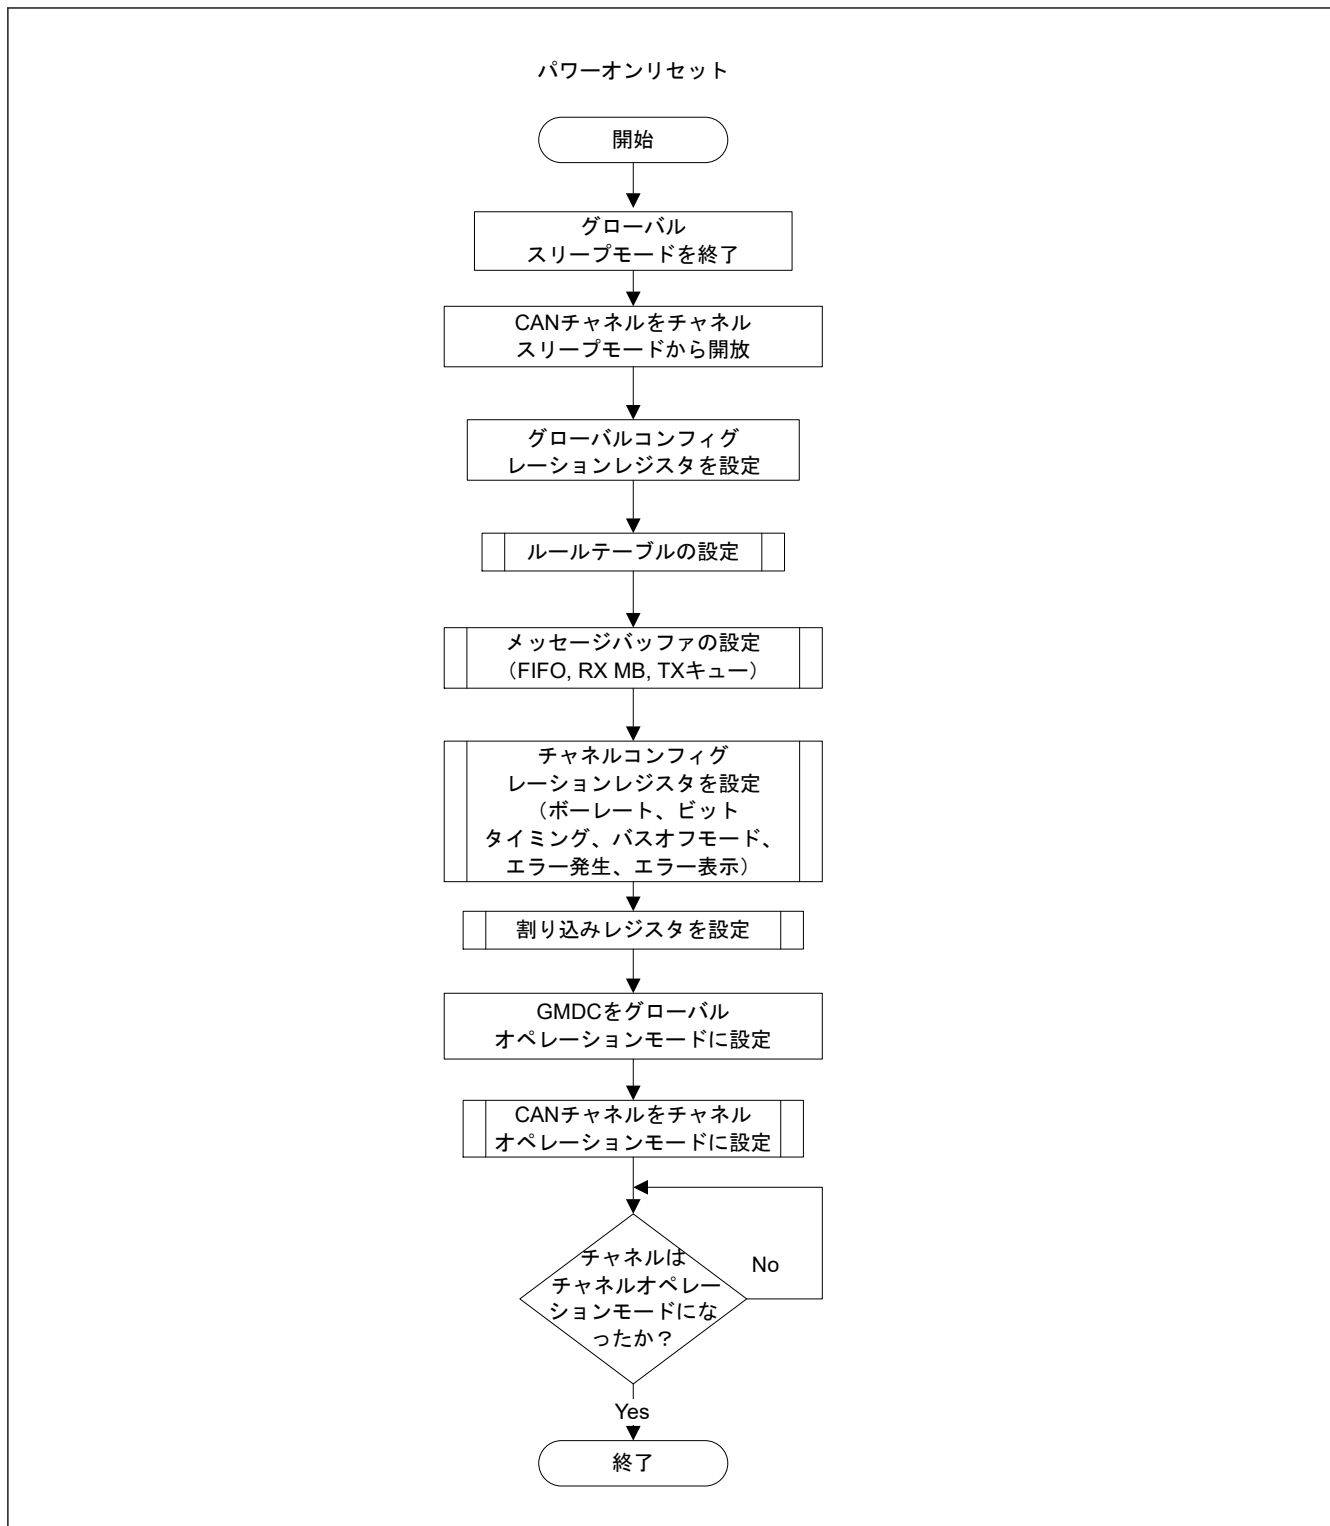 パワーオンリセット
開始
グローバル
スリープモードを終了
CANチャネルをチャネル
スリープモードから開放
グローバルコンフィグ
レーションレジスタを設定
ルールテーブルの設定
メッセージバッファの設定
（FIFO, RX MB, TXキュー）
チャネルコンフィグ
レーションレジスタを設定
（ボーレート、ビット
タイミング、バスオフモード、
エラー発生、エラー表示）
割り込みレジスタを設定
GMDCをグローバル
オペレーションモードに設定
CANチャネルをチャネル
オペレーションモードに設定
チャネルは
チャネルオペレー
ションモードにな
ったか？
No
Yes
終了